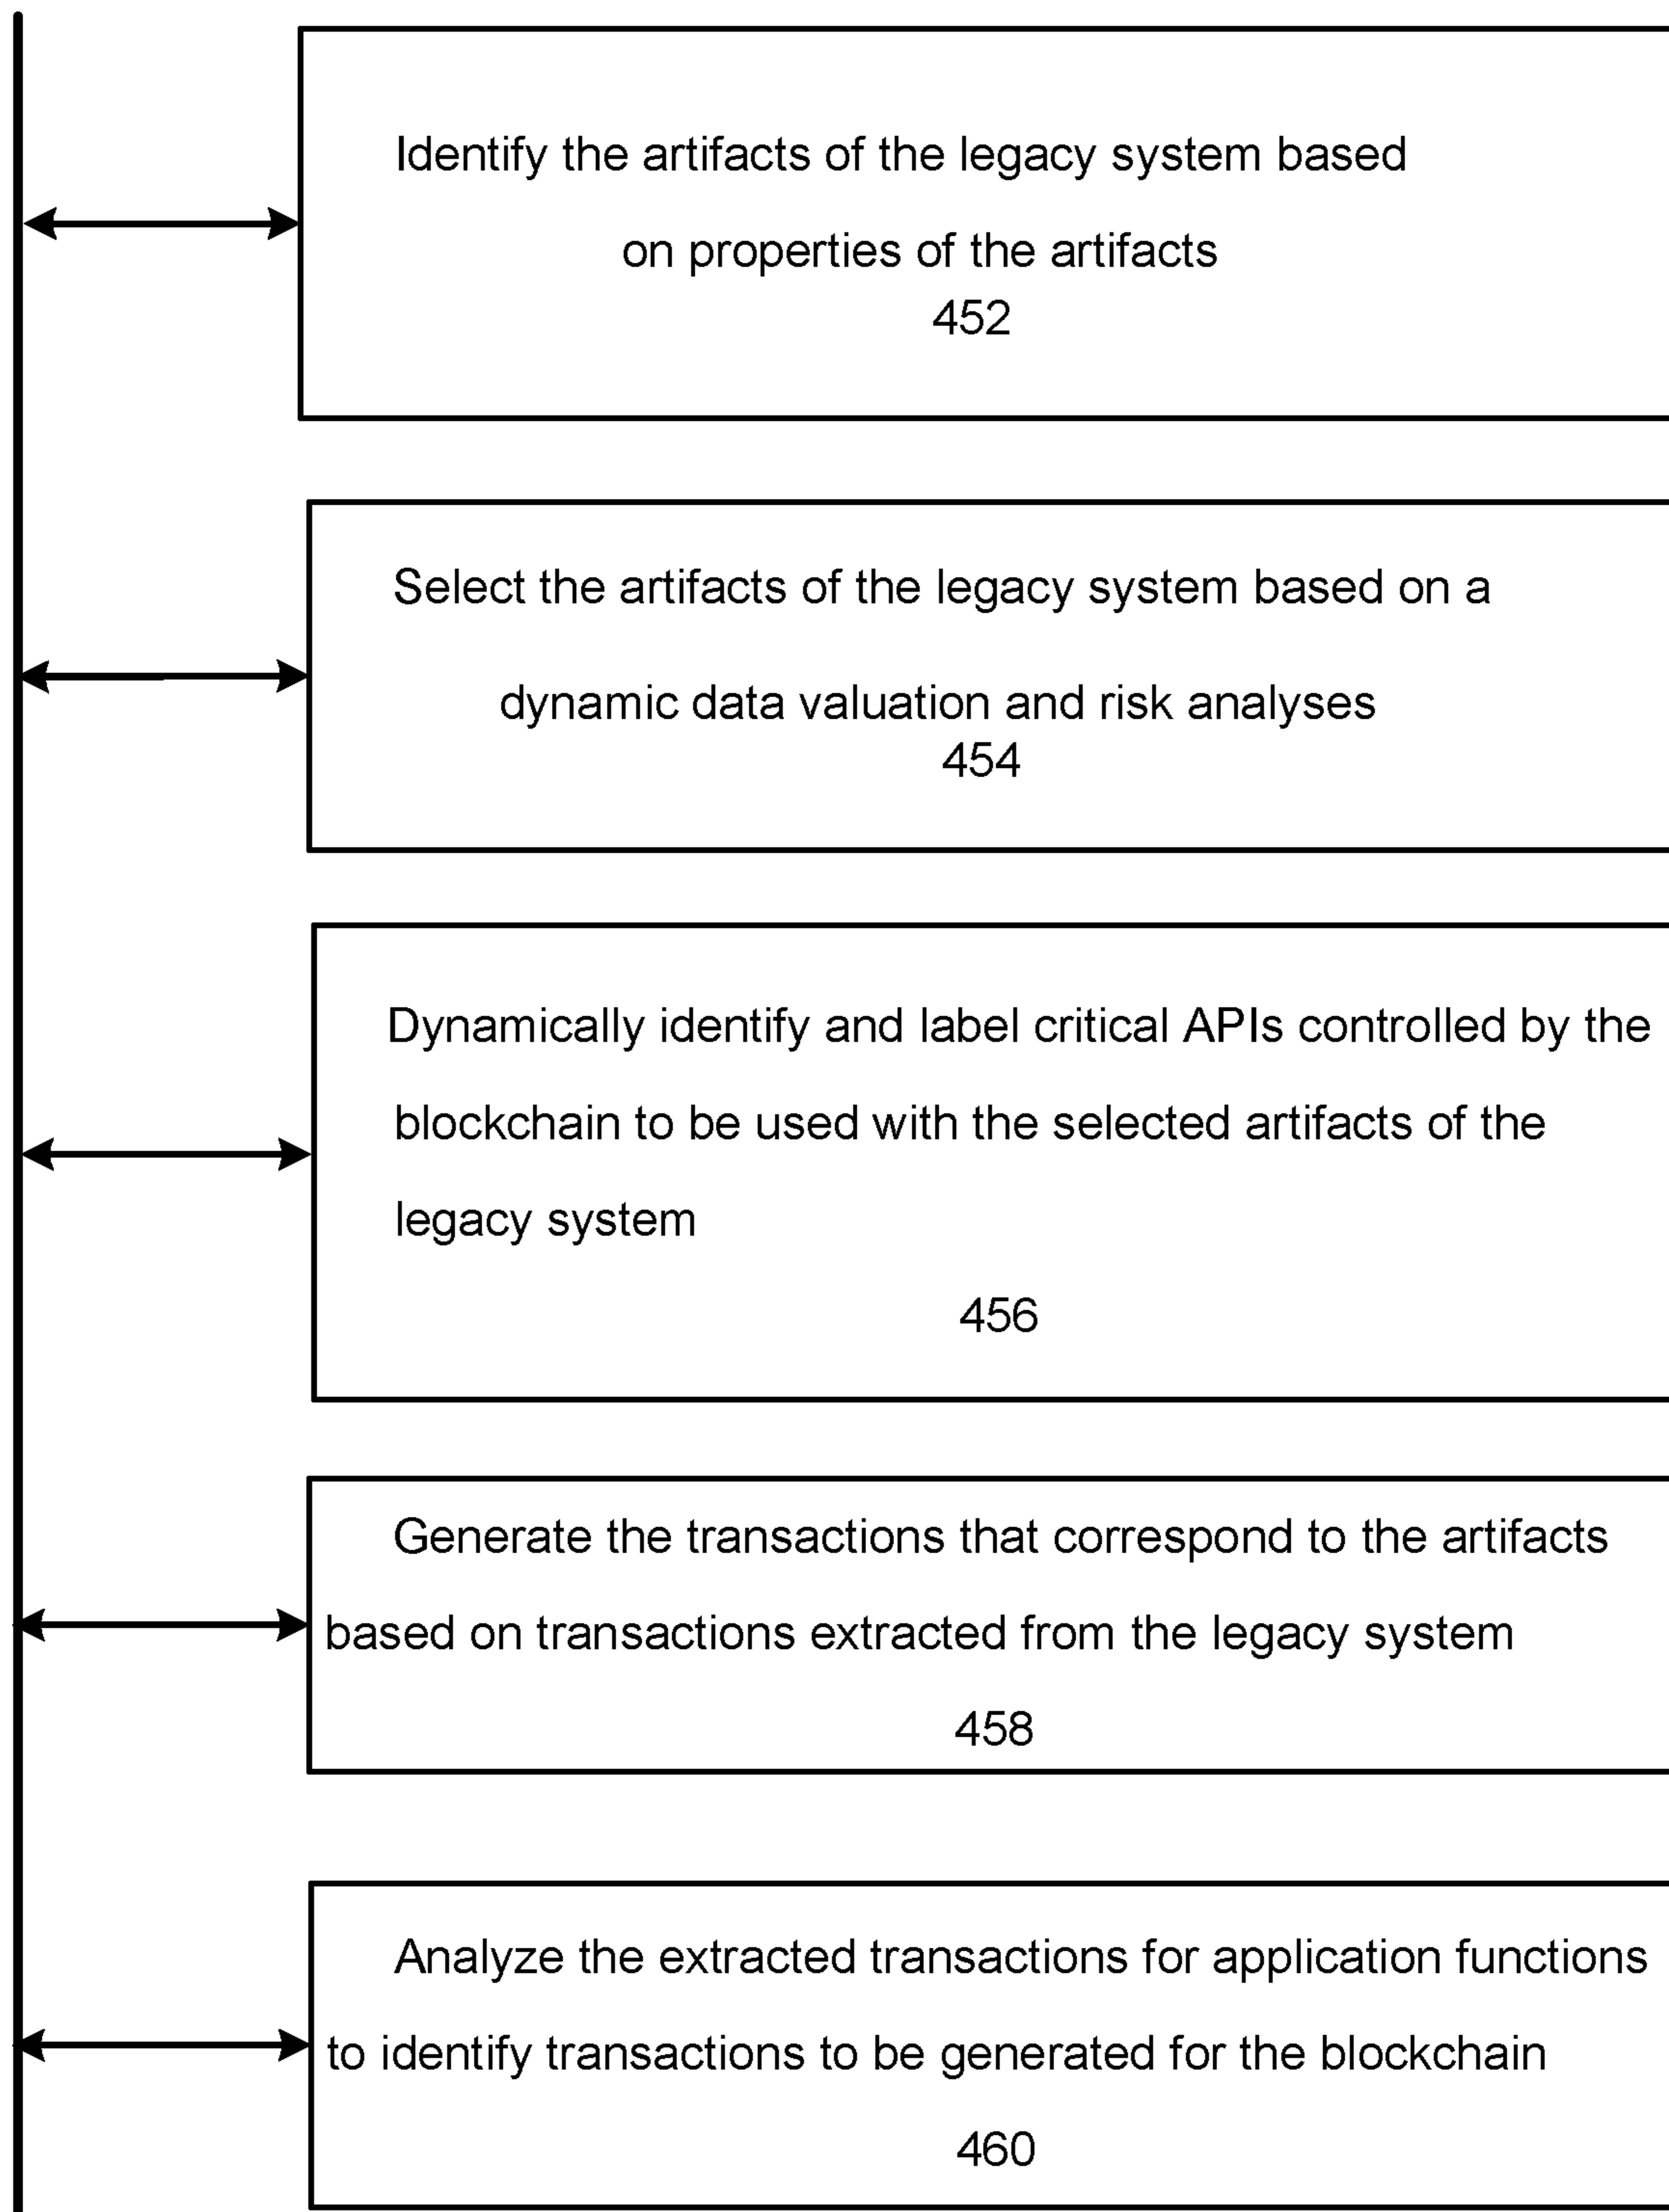 Identify the artifacts of the legacy system based
on properties of the artifacts
452
Select the artifacts of the legacy system based on a
dynamic data valuation and risk analyses
454
Dynamically identify and label critical APIs controlled by the
blockchain to be used with the selected artifacts of the
legacy system
456
Generate the transactions that correspond to the artifacts
based on transactions extracted from the legacy system
458
Analyze the extracted transactions for application functions
to identify transactions to be generated for the blockchain
460